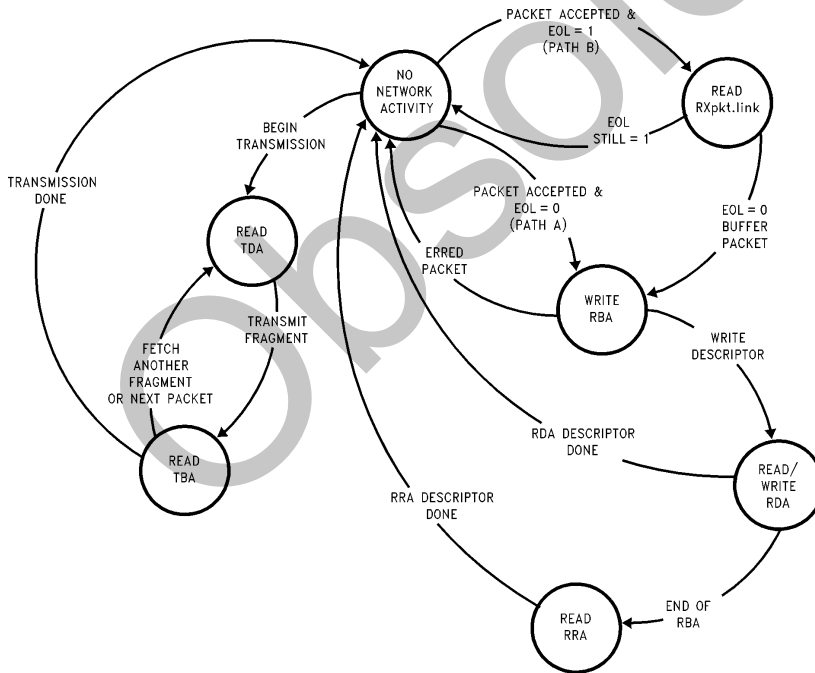 PACKET ACCEPTED &
EOL = 1
(PATH B)
NO
NETWORK
ACTIVITY
READ
RXpkt.link
EOL
STILL = 1
BEGIN
TRANSMISSION
TRANSMISSION
DONE
PACKET ACCEPTED &
EOL = 0
(PATH A)
EOL = 0
BUFFER
PACKET
READ
TDA
ERRED
PACKET
WRITE
RBA
TRANSMIT
FRAGMENT
WRITE
DESCRIPTOR
FETCH
ANOTHER
FRAGMENT
OR NEXT PACKET
RDA DESCRIPTOR
DONE
READ
TBA
READ/
WRITE
RDA
RRA DESCRIPTOR
DONE
END OF
RBA
READ
RRA
Obsole